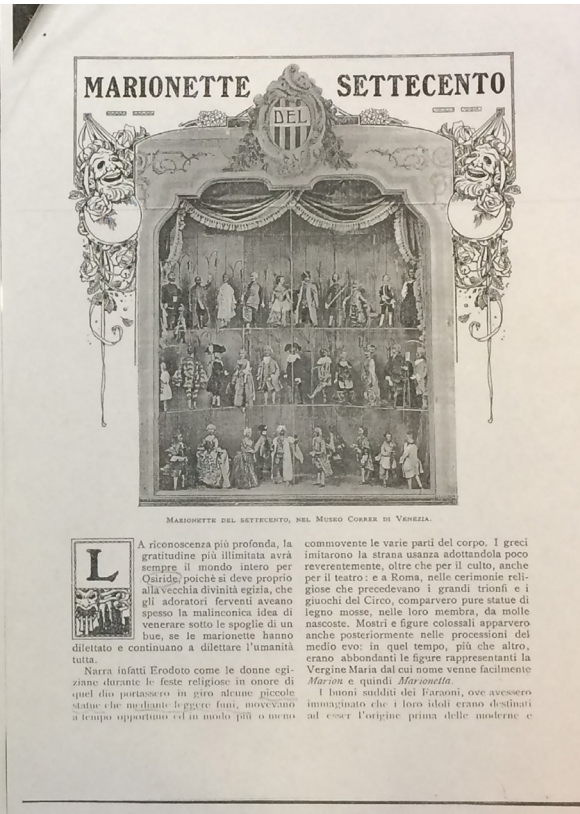 MARIONETTE DEL SETTECENTO
MARIONETTE DEL SETTECENTO, NEL MUSEO CORRER DI VENEZIA.
LA riconoscenza più profonda, la
gratitudine più illimitata avrà
sempre il mondo intero per
Osiride, poichè si deve proprio
alla vecchia divinità egizia, che
gli adoratori ferventi aveano
spesso la malinconica idea di
venerare sotto le spoglie di un
bue, se le marionette hanno
dilettato e continuano a dilettare l'umanità
tutta.
Narra infatti Erodoto come le donne egi-
ziane durante le feste religiose in onore di
quel dio portassero in giro alcune piccole
statue che mediante leggere funi, movevano
a tempo opportuno ed in modo più o meno
commovente le varie parti del corpo. I greci
imitarono la strana usanza adottandola poco
reverentemente, oltre che per il culto, anche
per il teatro: e a Roma, nelle cerimonie reli-
giose che precedevano i grandi trionfi e i
giuochi del Circo, comparvero pure statue di
legno mosse, nelle loro membra, da molle
nascoste. Mostri e figure colossali apparvero
anche posteriormente nelle processioni del
medio evo: in quel tempo, più che altro,
erano abbondanti le figure rappresentanti la
Vergine Maria dal cui nome venne facilmente
Marion e quindi Marionetta.
I buoni sudditi dei Faraoni, ove avessero
immaginato che i loro idoli erano destinati
ad esser l'origine prima delle moderne e